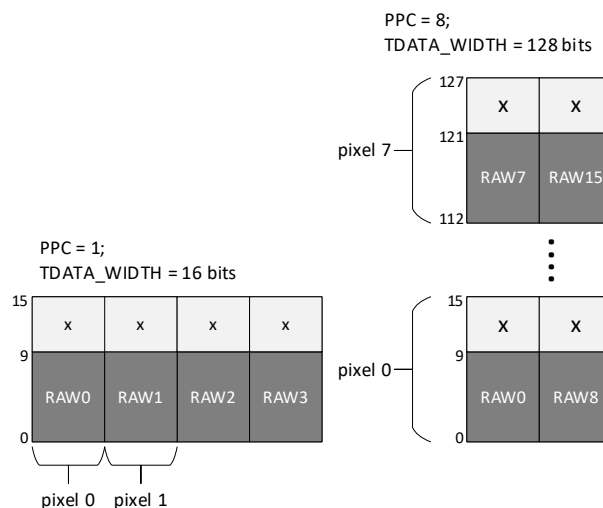 PPC = 8;
TDATA_WIDTH = 128 bits
127
x x
121
pixel 7
RAW7 RAW15
112
PPC = 1;
TDATA_WIDTH = 16 bits
15
x x x x
9
RAW0 RAW1 RAW2 RAW3
0
pixel 0 pixel 1
15
x x
9
pixel 0
RAW0 RAW8
0